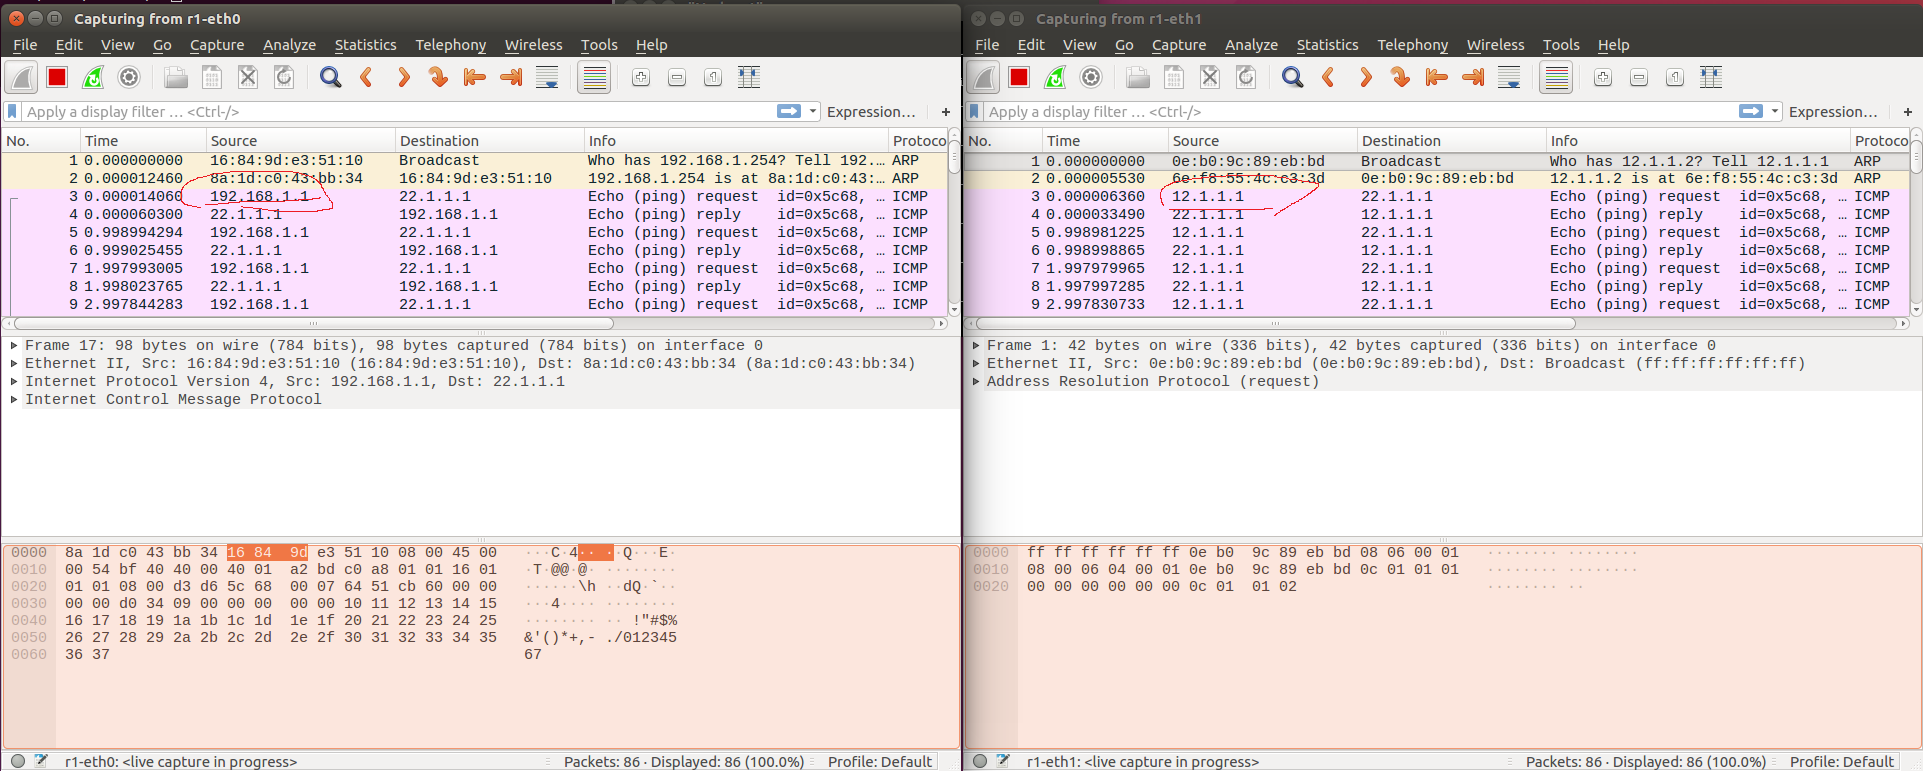 Capturing from r1-eth0
File Edit View Go Capture Analyze Statistics Telephony Wireless Tools Help
Apply a display filter … <Ctrl-/> Expression… +
No. Time Source Destination Info Protoco
1 0.000000000 16:84:9d:e3:51:10 Broadcast Who has 192.168.1.254? Tell 192.… ARP
2 0.000012460 8a:1d:c0:43:bb:34 16:84:9d:e3:51:10 192.168.1.254 is at 8a:1d:c0:43:… ARP
3 0.000014060 192.168.1.1 22.1.1.1 Echo (ping) request id=0x5c68, … ICMP
4 0.000060300 22.1.1.1 192.168.1.1 Echo (ping) reply id=0x5c68, … ICMP
5 0.998994294 192.168.1.1 22.1.1.1 Echo (ping) request id=0x5c68, … ICMP
6 0.999025455 22.1.1.1 192.168.1.1 Echo (ping) reply id=0x5c68, … ICMP
7 1.997993005 192.168.1.1 22.1.1.1 Echo (ping) request id=0x5c68, … ICMP
8 1.998023765 22.1.1.1 192.168.1.1 Echo (ping) reply id=0x5c68, … ICMP
9 2.997844283 192.168.1.1 22.1.1.1 Echo (ping) request id=0x5c68, … ICMP
Frame 17: 98 bytes on wire (784 bits), 98 bytes captured (784 bits) on interface 0
Ethernet II, Src: 16:84:9d:e3:51:10 (16:84:9d:e3:51:10), Dst: 8a:1d:c0:43:bb:34 (8a:1d:c0:43:bb:34)
Internet Protocol Version 4, Src: 192.168.1.1, Dst: 22.1.1.1
Internet Control Message Protocol
0000 8a 1d c0 43 bb 34 16 84 9d e3 51 10 08 00 45 00 ···C·4·· ··Q···E·
0010 00 54 bf 40 40 00 40 01 a2 bd c0 a8 01 01 16 01 ·T·@@·@· ········
0020 01 01 08 00 d3 d6 5c 68 00 07 64 51 cb 60 00 00 ······\h ··dQ·`··
0030 00 00 d0 34 09 00 00 00 00 00 10 11 12 13 14 15 ···4···· ········
0040 16 17 18 19 1a 1b 1c 1d 1e 1f 20 21 22 23 24 25 ········ ·· !"#$%
0050 26 27 28 29 2a 2b 2c 2d 2e 2f 30 31 32 33 34 35 &'()*+,- ./012345
0060 36 37 67
r1-eth0: <live capture in progress> Packets: 86 · Displayed: 86 (100.0%) Profile: Default
Capturing from r1-eth1
File Edit View Go Capture Analyze Statistics Telephony Wireless Tools Help
Apply a display filter … <Ctrl-/> Expression… +
No. Time Source Destination Info Protoco
1 0.000000000 0e:b0:9c:89:eb:bd Broadcast Who has 12.1.1.2? Tell 12.1.1.1 ARP
2 0.000005530 6e:f8:55:4c:c3:3d 0e:b0:9c:89:eb:bd 12.1.1.2 is at 6e:f8:55:4c:c3:3d ARP
3 0.000006360 12.1.1.1 22.1.1.1 Echo (ping) request id=0x5c68, … ICMP
4 0.000033490 22.1.1.1 12.1.1.1 Echo (ping) reply id=0x5c68, … ICMP
5 0.998981225 12.1.1.1 22.1.1.1 Echo (ping) request id=0x5c68, … ICMP
6 0.998998865 22.1.1.1 12.1.1.1 Echo (ping) reply id=0x5c68, … ICMP
7 1.997979965 12.1.1.1 22.1.1.1 Echo (ping) request id=0x5c68, … ICMP
8 1.997997285 22.1.1.1 12.1.1.1 Echo (ping) reply id=0x5c68, … ICMP
9 2.997830733 12.1.1.1 22.1.1.1 Echo (ping) request id=0x5c68, … ICMP
Frame 1: 42 bytes on wire (336 bits), 42 bytes captured (336 bits) on interface 0
Ethernet II, Src: 0e:b0:9c:89:eb:bd (0e:b0:9c:89:eb:bd), Dst: Broadcast (ff:ff:ff:ff:ff:ff)
Address Resolution Protocol (request)
0000 ff ff ff ff ff ff 0e b0 9c 89 eb bd 08 06 00 01 ········ ········
0010 08 00 06 04 00 01 0e b0 9c 89 eb bd 0c 01 01 01 ········ ········
0020 00 00 00 00 00 00 0c 01 01 02 ········ ··
r1-eth1: <live capture in progress> Packets: 86 · Displayed: 86 (100.0%) Profile: Default